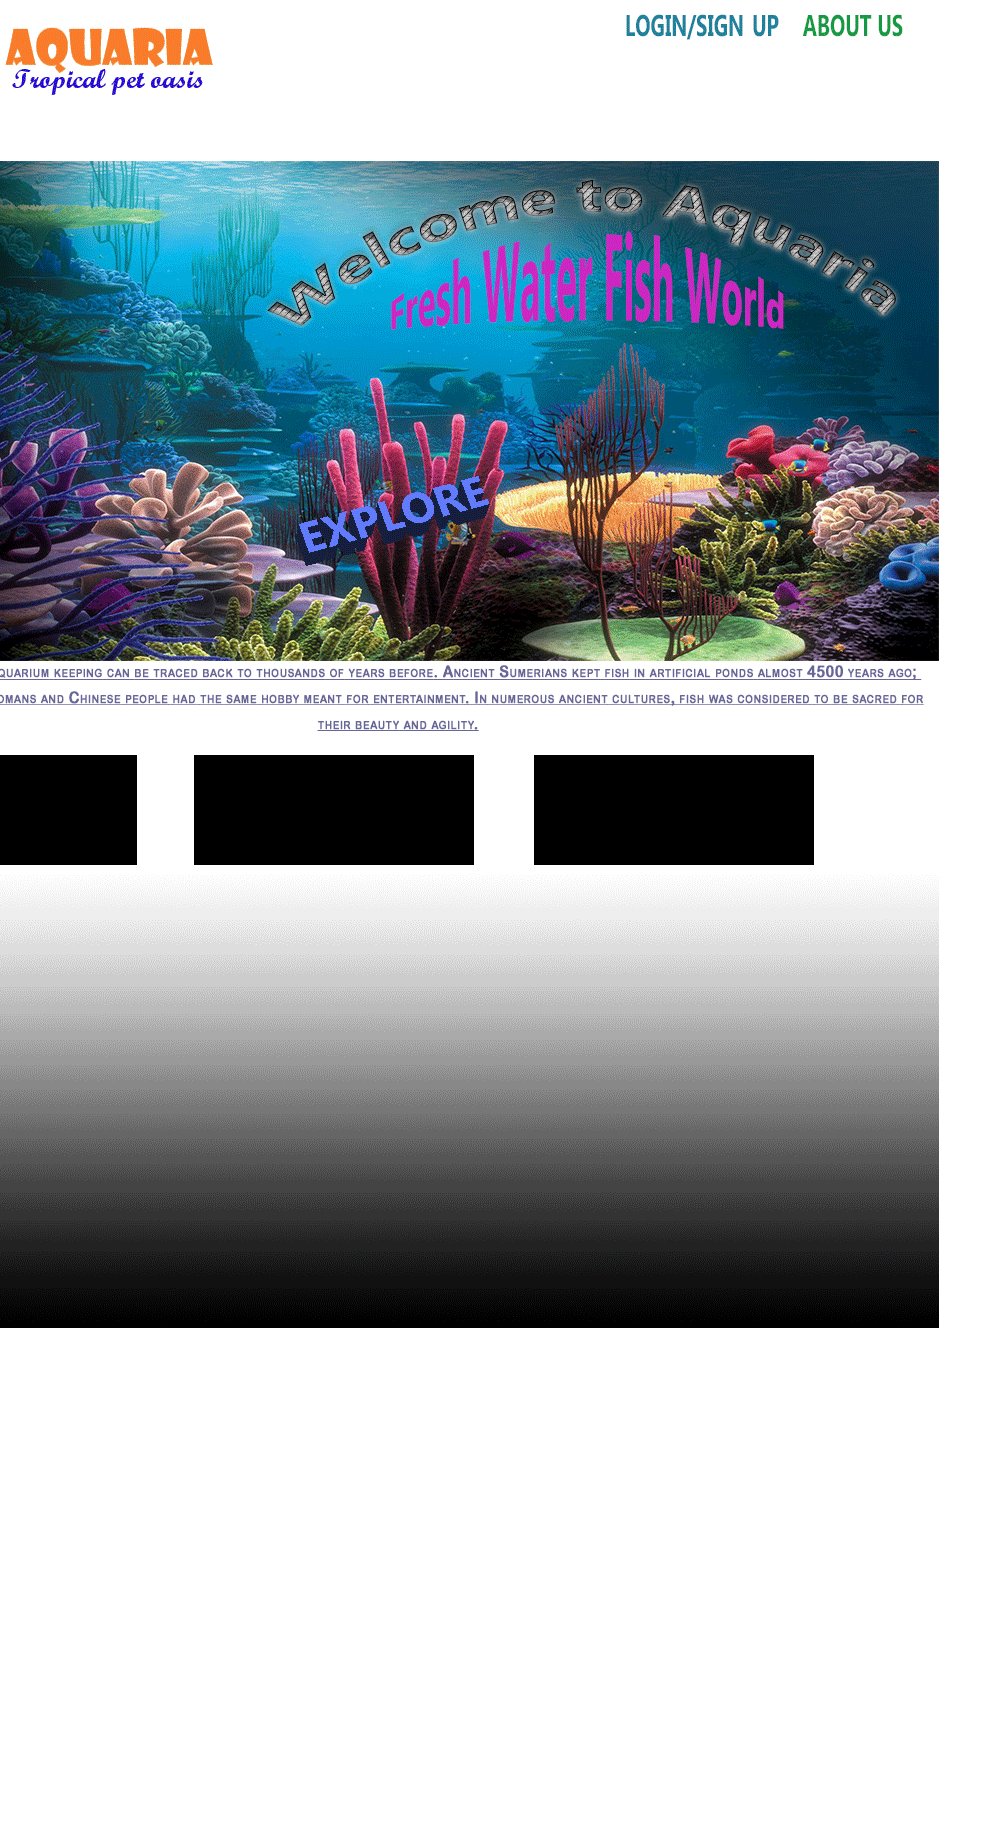 LOGIN/SIGN UP ABOUT US
AQUARIA
Tropical pet oasis
Welcome to Aquaria
Fresh Water Fish World
EXPLORE
keeping can be traced back to thousands of years before. Ancient Sumerians kept fish in artificial ponds almost 4500 years ago;
and Chinese people had the same hobby meant for entertainment. In numerous ancient cultures, fish was considered to be sacred for
their beauty and agility.